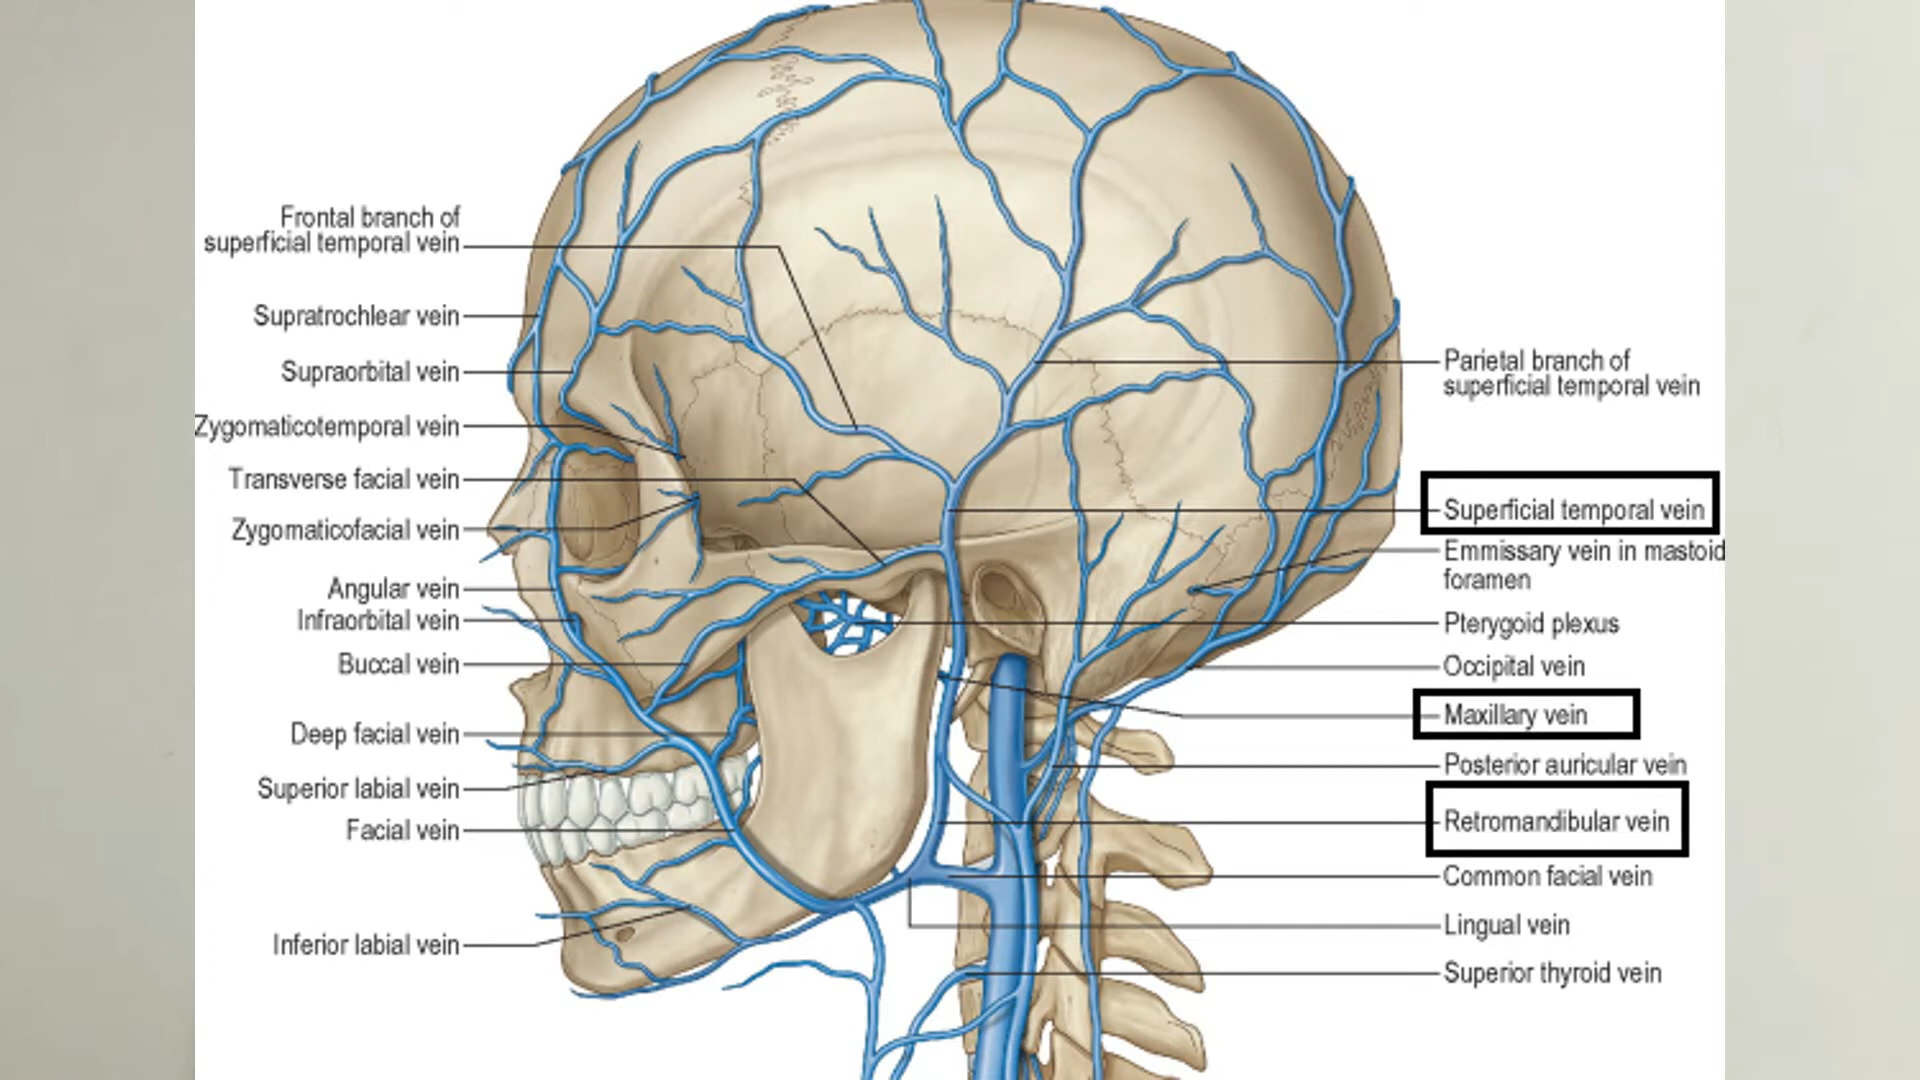 Frontal branch of
superficial temporal vein
Supratrochlear vein
Supraorbital vein
Zygomaticotemporal vein
Transverse facial vein
Zygomaticofacial vein
Angular vein
Infraorbital vein
Buccal vein
Deep facial vein
Superior labial vein
Facial vein
Inferior labial vein
Parietal branch of
superficial temporal vein
Superficial temporal vein
Emmissary vein in mastoid
foramen
Pterygoid plexus
Occipital vein
Maxillary vein
Posterior auricular vein
Retromandibular vein
Common facial vein
Lingual vein
Superior thyroid vein